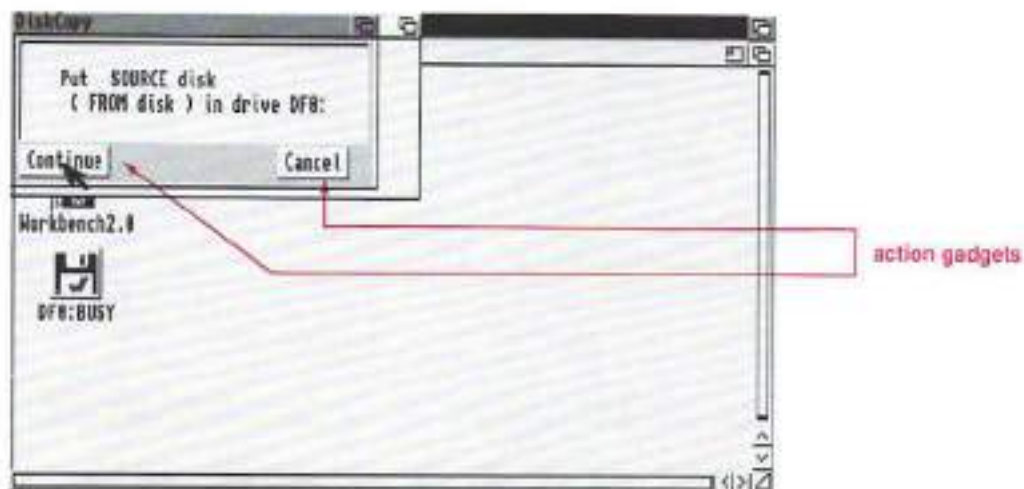 DiskCopy
Put SOURCE disk
( FROM disk ) in drive DF0:
Continue
Cancel
Workbench2.0
DF0:BUSY
action gadgets